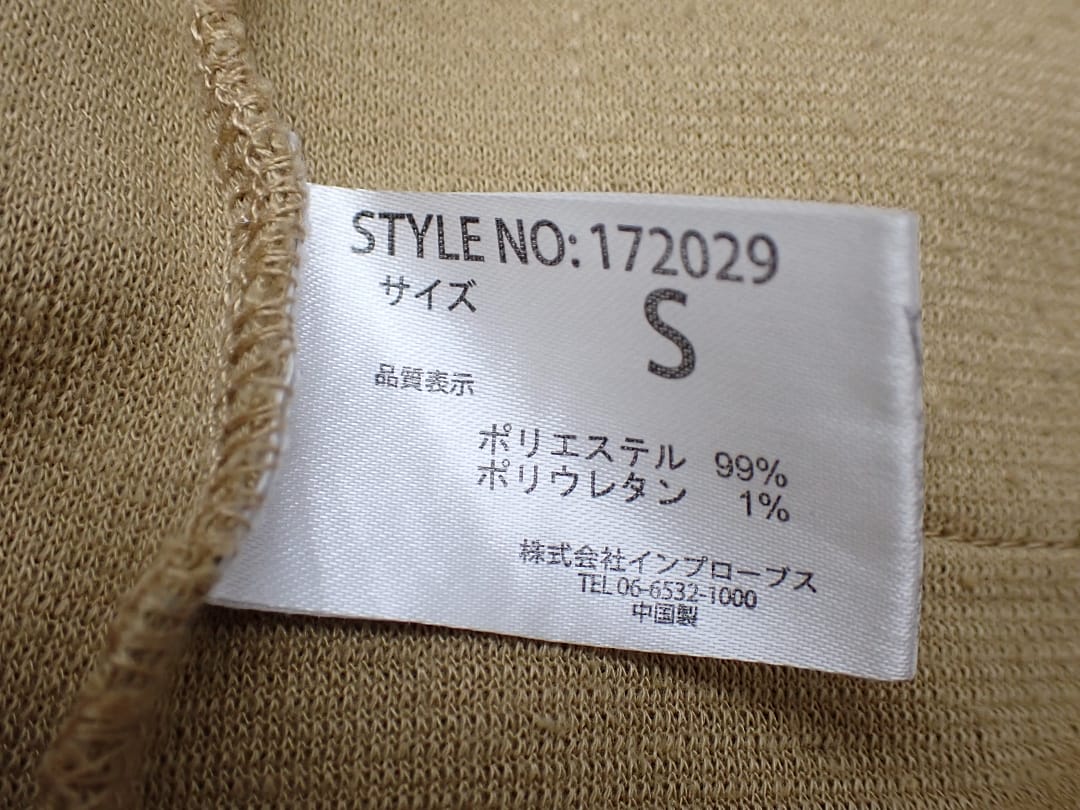 STYLE NO: 172029
サイズ
S
品質表示
ポリエステル 99%
ポリウレタン 1%
株式会社インプローブス
TEL 06-6532-1000
中国製